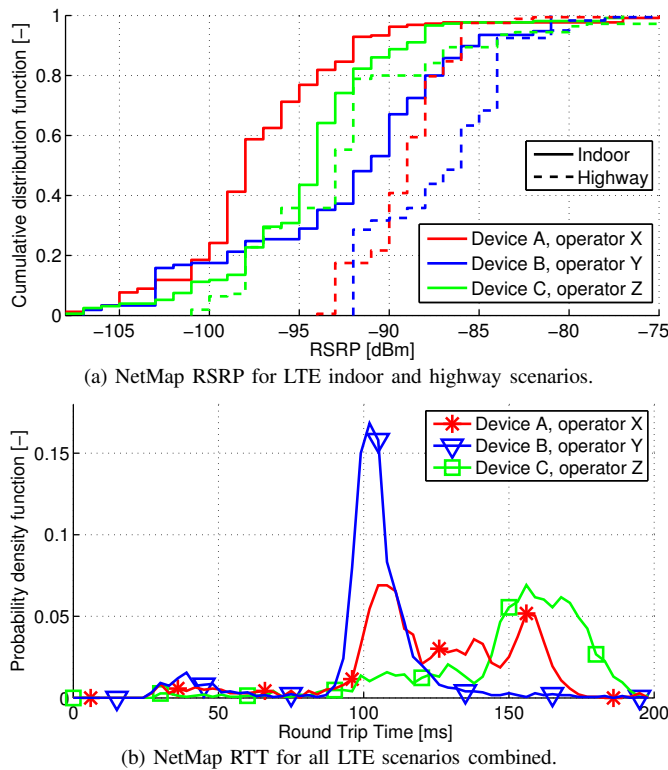 Cumulative distribution function [-]
1
0.8
0.6
0.4
0.2
0
Indoor
Highway
Device A, operator X
Device B, operator Y
Device C, operator Z
−105 −100 −95 −90 −85 −80 −75
RSRP [dBm]
(a) NetMap RSRP for LTE indoor and highway scenarios.
Probability density function [-]
0.15
0.1
0.05
0
Device A, operator X
Device B, operator Y
Device C, operator Z
0 50 100 150 200
Round Trip Time [ms]
(b) NetMap RTT for all LTE scenarios combined.